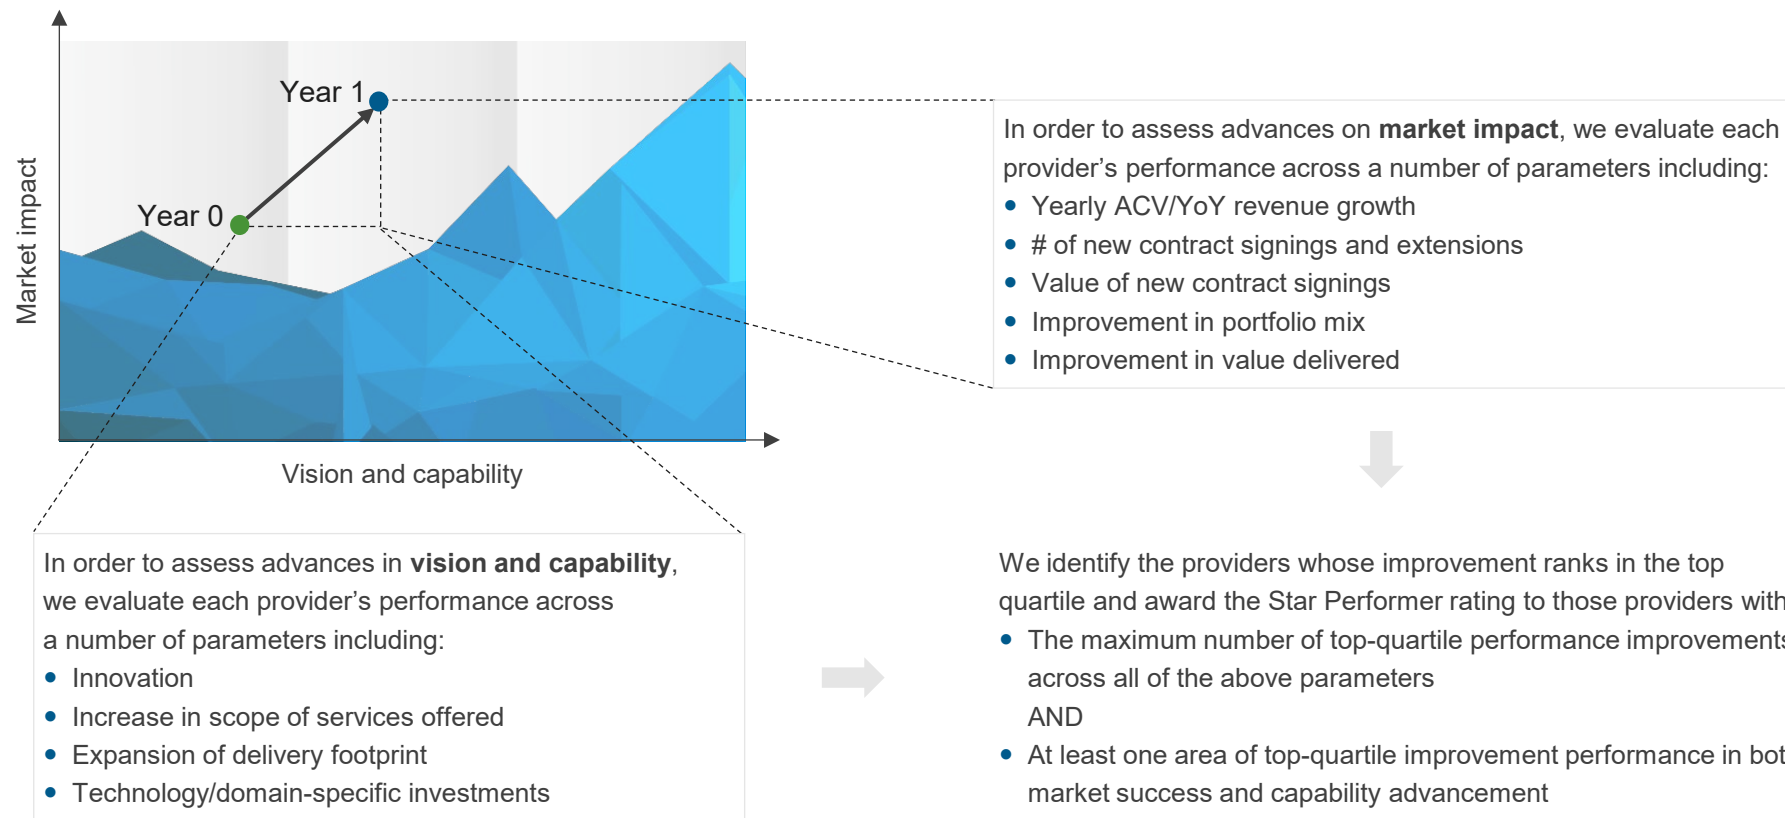 Year 1
Year 0
Market impact
Vision and capability
In order to assess advances on market impact, we evaluate each
provider’s performance across a number of parameters including:
• Yearly ACV/YoY revenue growth
• # of new contract signings and extensions
• Value of new contract signings
• Improvement in portfolio mix
• Improvement in value delivered
In order to assess advances in vision and capability,
we evaluate each provider’s performance across
a number of parameters including:
• Innovation
• Increase in scope of services offered
• Expansion of delivery footprint
• Technology/domain-specific investments
We identify the providers whose improvement ranks in the top
quartile and award the Star Performer rating to those providers with
• The maximum number of top-quartile performance improvements
across all of the above parameters
AND
• At least one area of top-quartile improvement performance in
market success and capability advancement